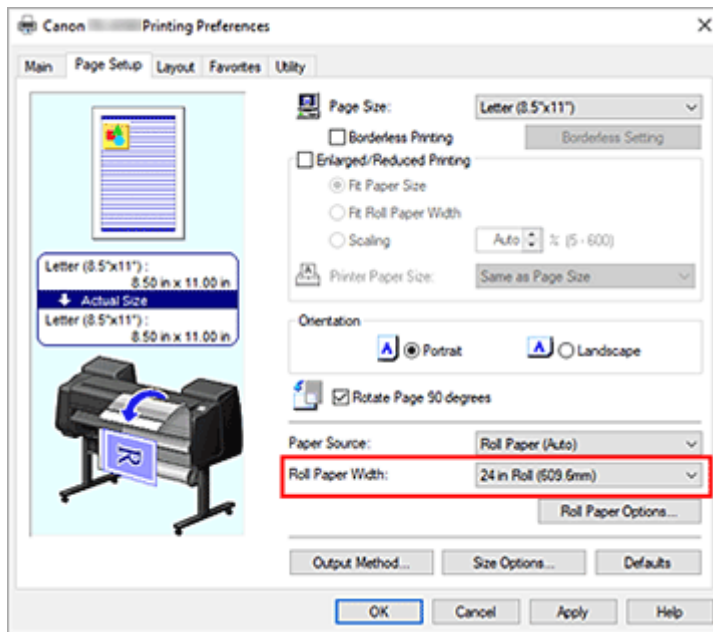 Canon Printing Preferences
Main Page Setup Layout Favorites Utility
Page Size: Letter (8.5"x11")
Borderless Printing Borderless Setting
Enlarged/Reduced Printing
Fit Paper Size
Fit Roll Paper Width
Scaling Auto % (5 - 600)
Printer Paper Size: Same as Page Size
Letter (8.5"x11") :
8.50 in x 11.00 in
Actual Size
Letter (8.5"x11") :
8.50 in x 11.00 in
Orientation
A Portrait A Landscape
Rotate Page 90 degrees
R
Paper Source: Roll Paper (Auto)
Roll Paper Width: 24 in Roll (609.6mm)
Roll Paper Options...
Output Method... Size Options... Defaults
OK Cancel Apply Help